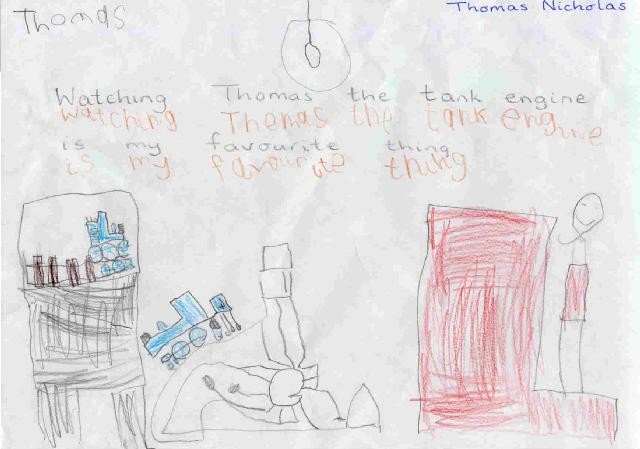 Thomas
Thomas Nicholas
Watching Thomas the tank engine
watching Thomas the tank engine
is my favourite thing
is my favourite thing